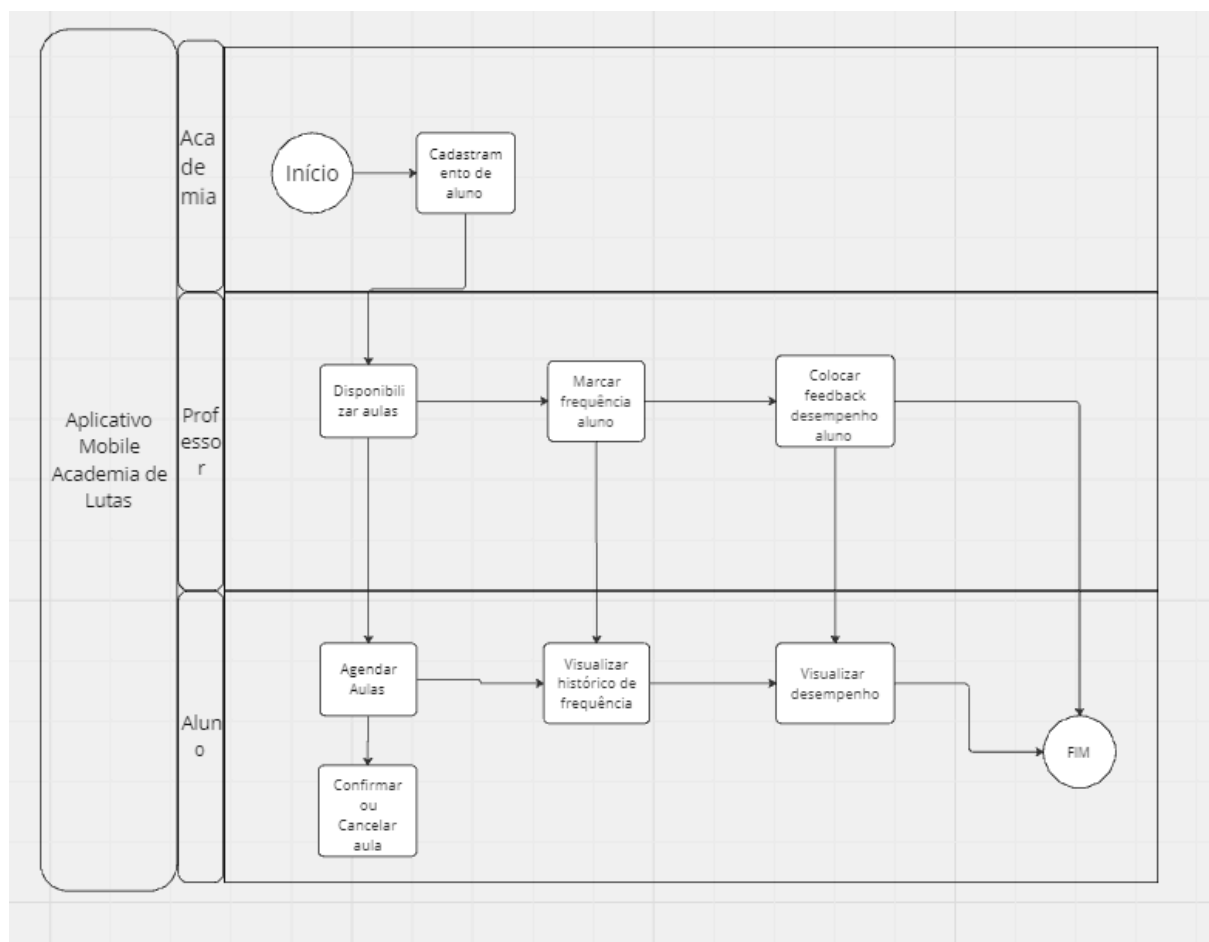 Aplicativo
Mobile
Academia de
Lutas
Aca
de
mia
Início
Cadastram
ento de
aluno
Prof
esso
r
Disponibili
zar aulas
Marcar
frequência
aluno
Colocar
feedback
desempenho
aluno
Alun
o
Agendar
Aulas
Visualizar
histórico de
frequência
Visualizar
desempenho
FIM
Confirmar
ou
Cancelar
aula